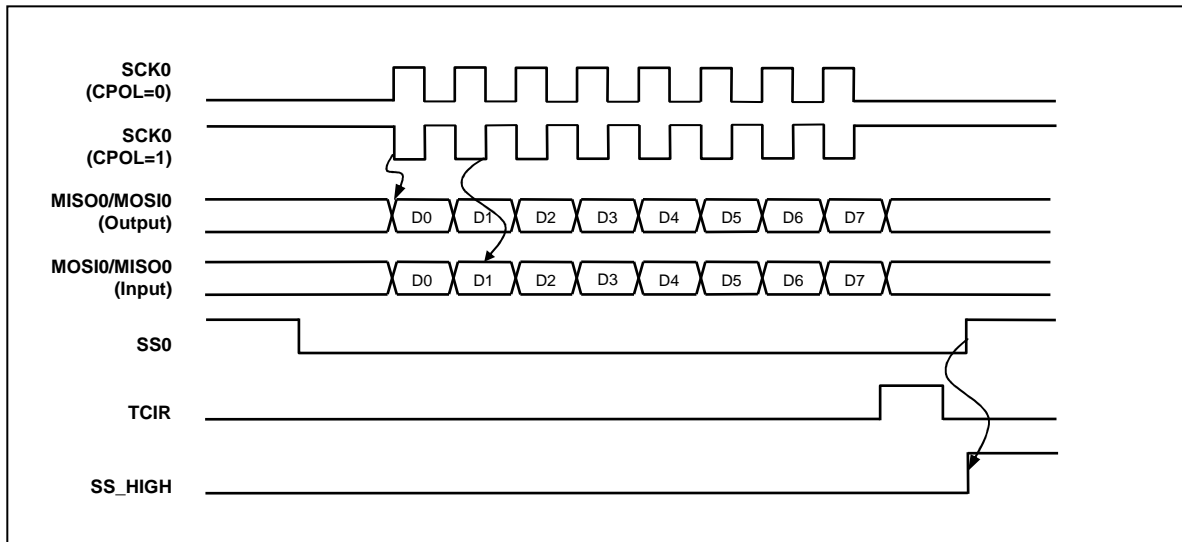 SCK0
(CPOL=0)
SCK0
(CPOL=1)
MISO0/MOSI0
(Output)
D0 D1 D2 D3 D4 D5 D6 D7
MOSI0/MISO0
(Input)
D0 D1 D2 D3 D4 D5 D6 D7
SS0
TCIR
SS_HIGH